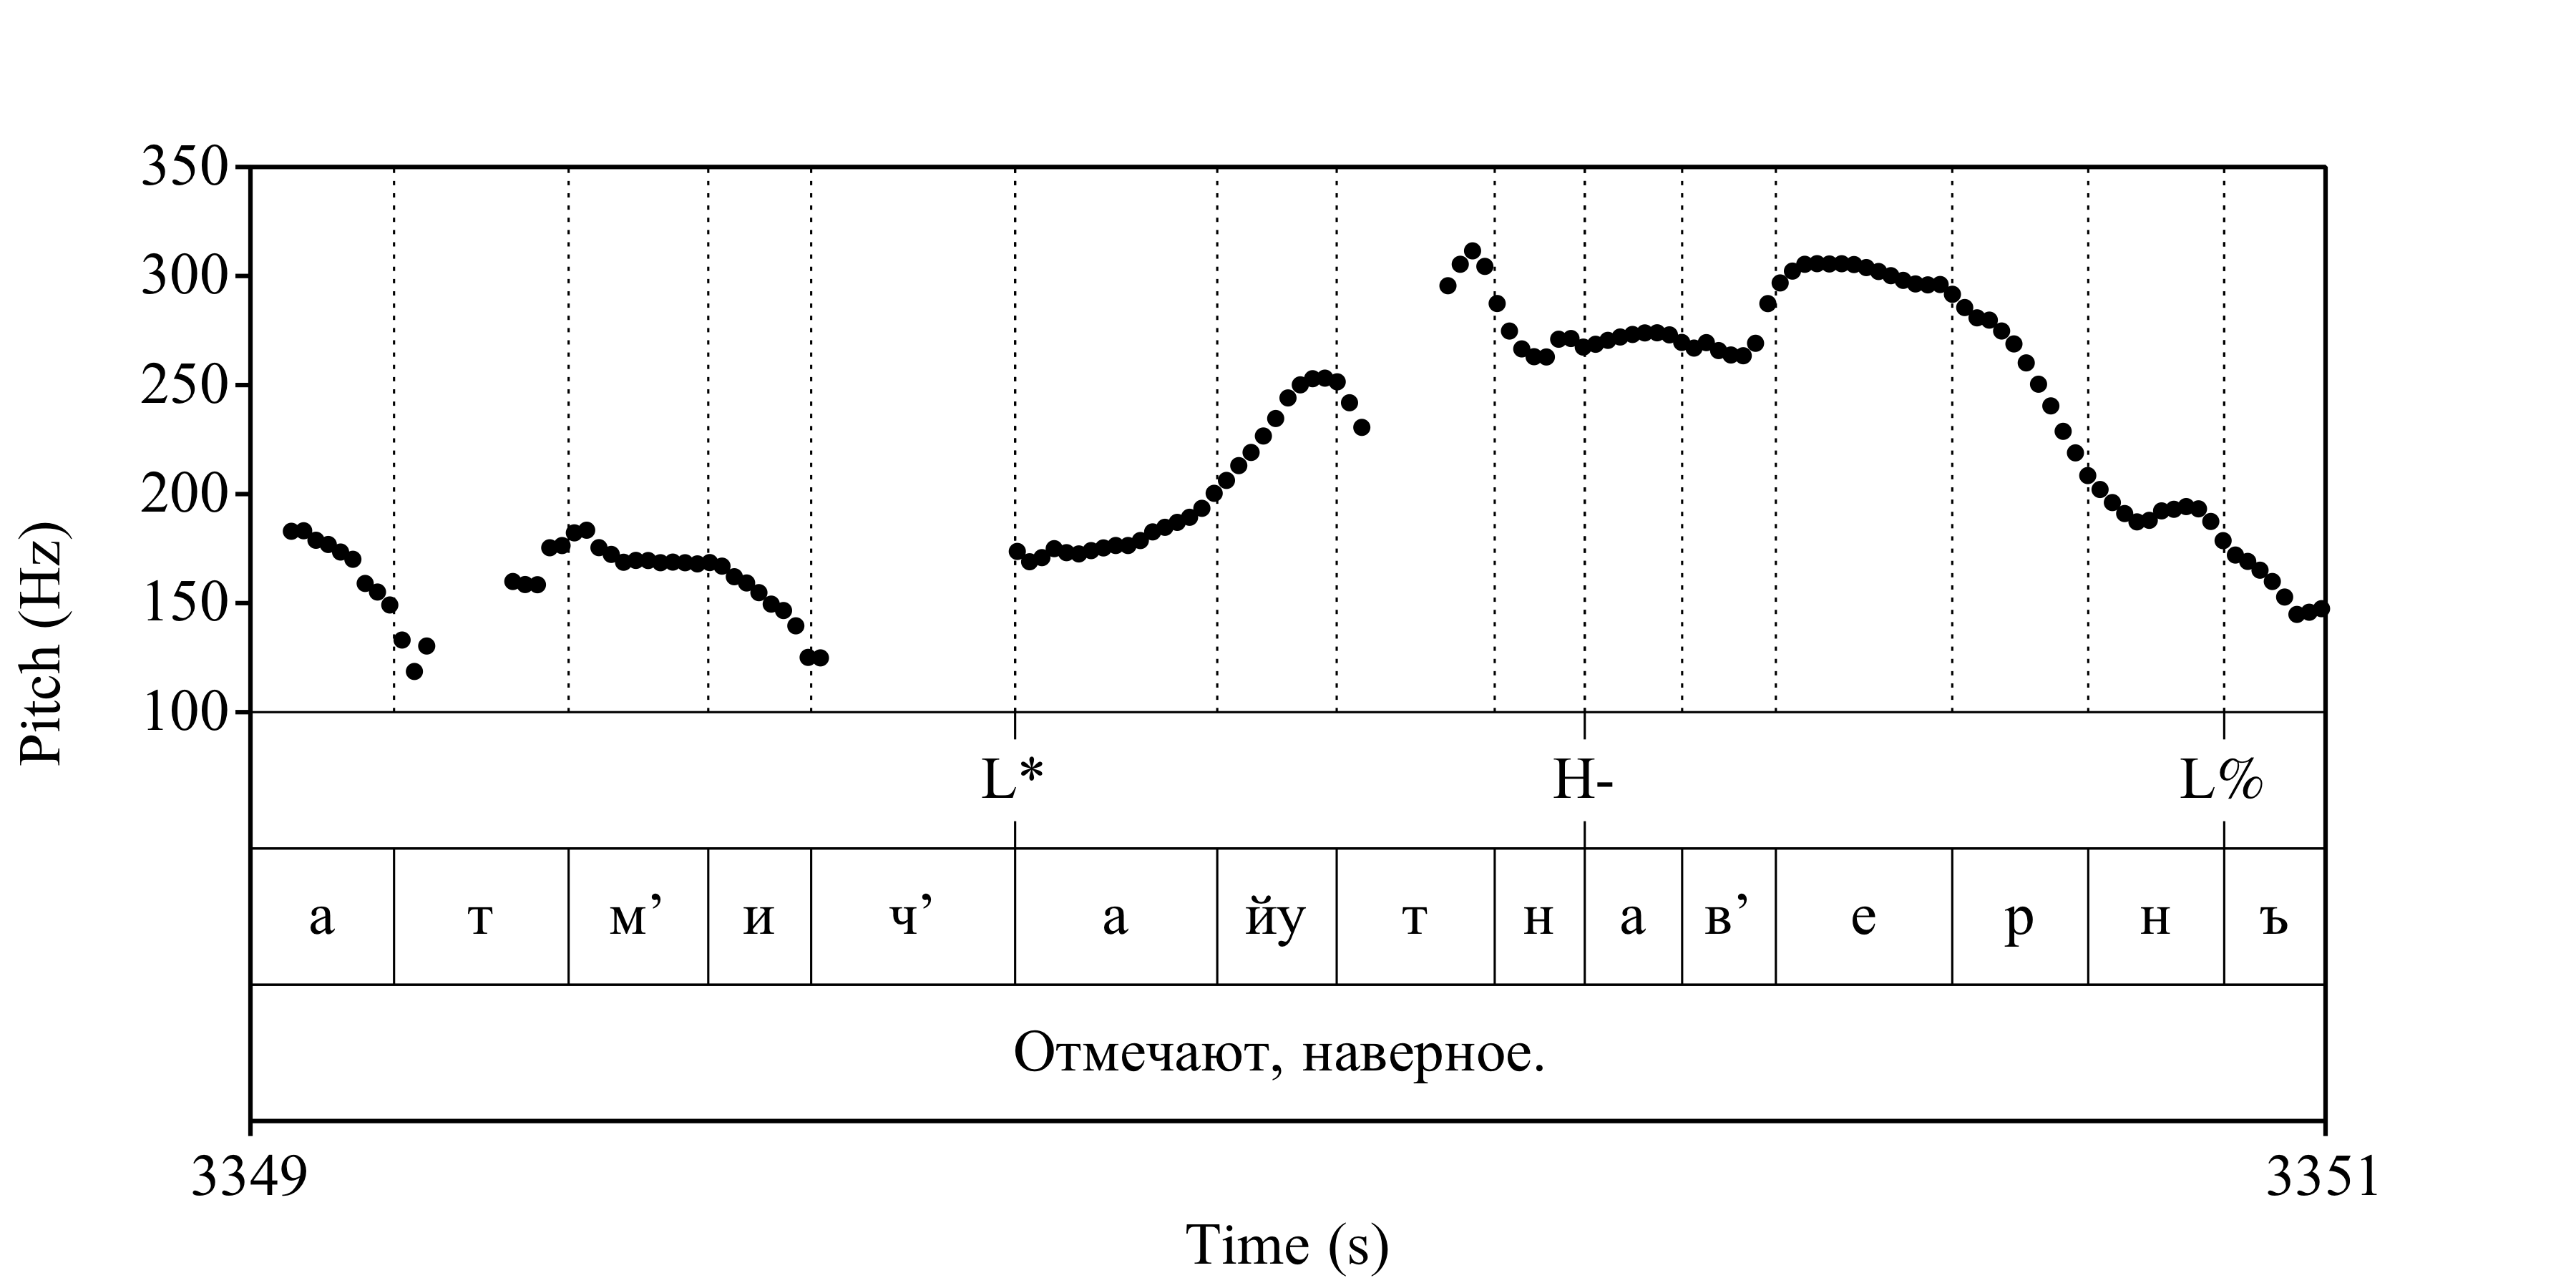 350
300
250
200
150
100
Pitch (Hz)
L* H- L%
а т м’ и ч’ а йу т н а в’ е р н ъ
Отмечают, наверное.
3349 3351
Time (s)